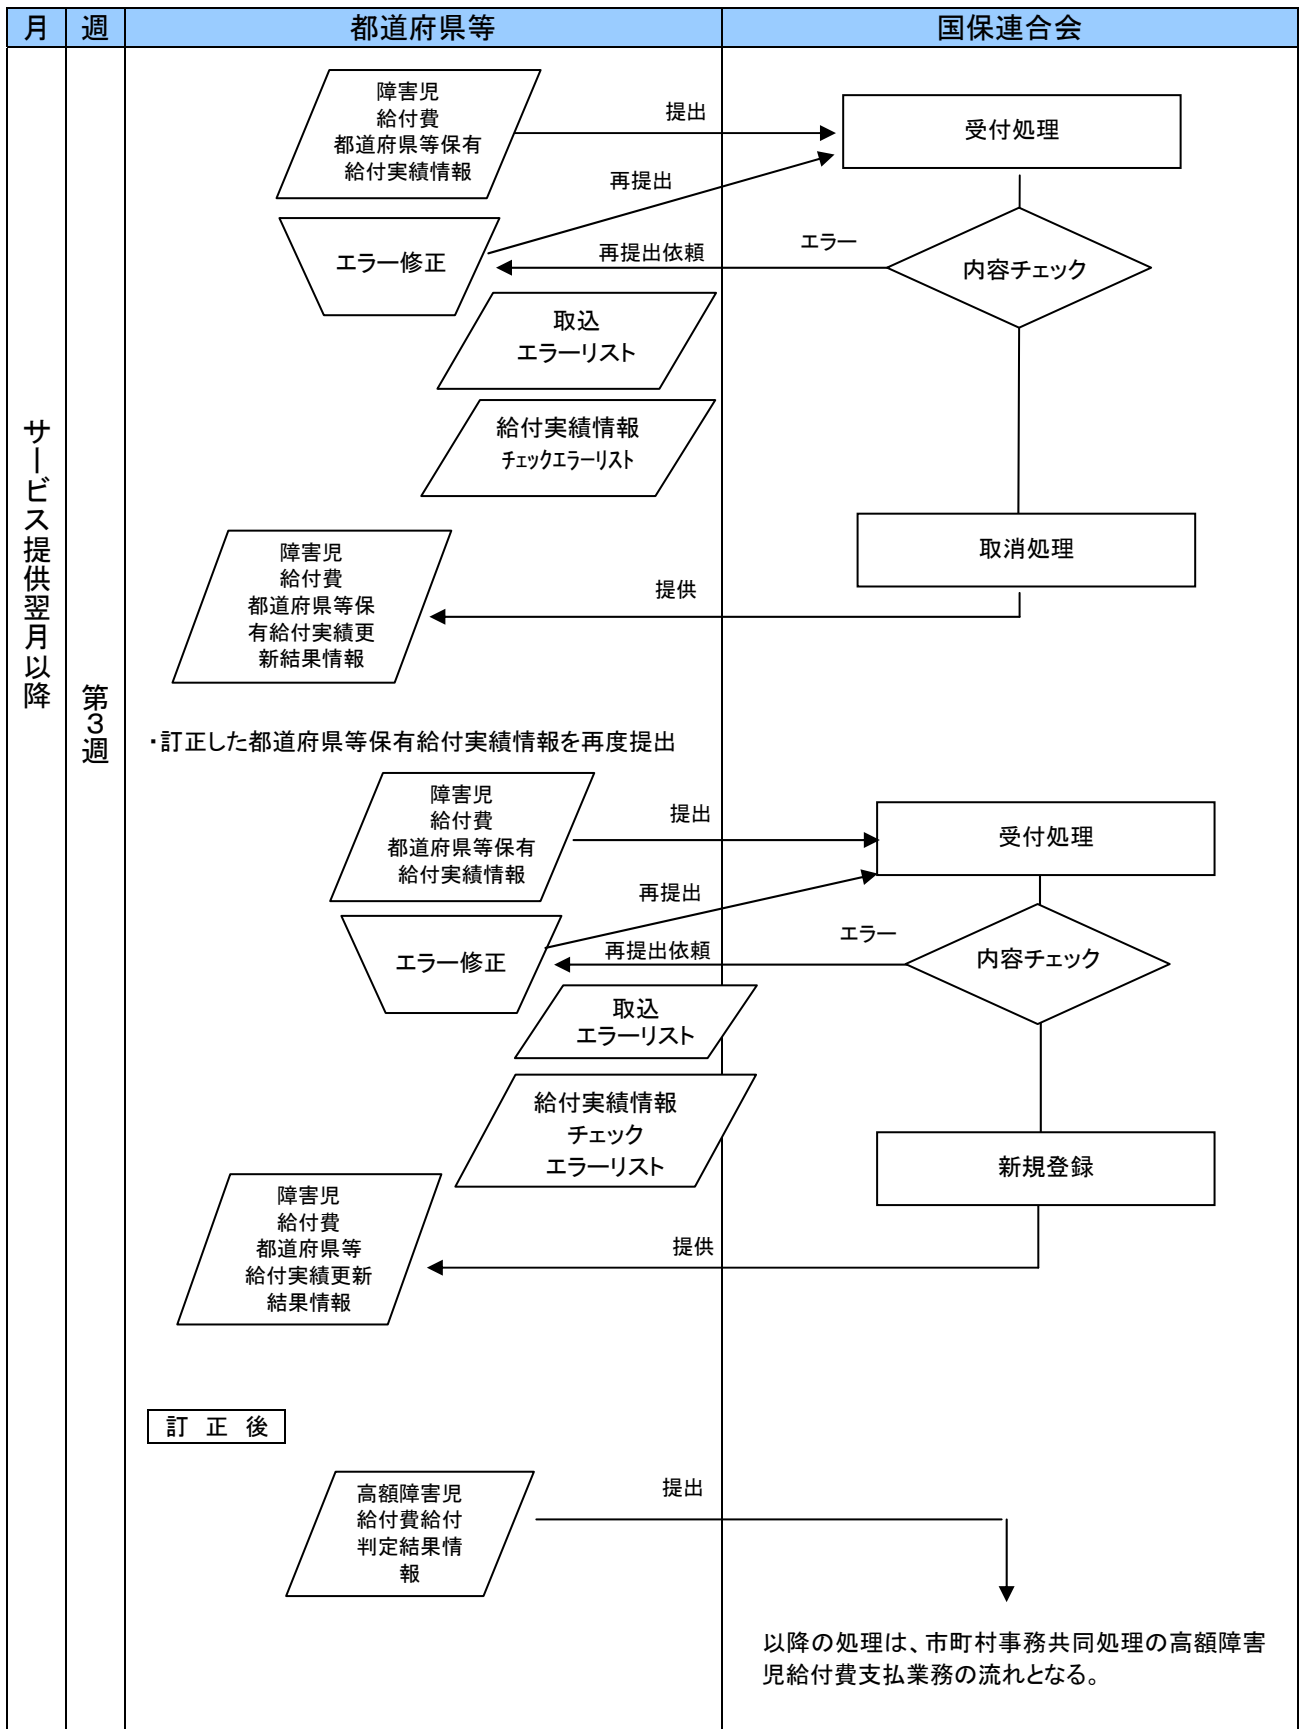 月
週
都道府県等
国保連合会
サービス提供翌月以降
第3週
障害児
給付費
都道府県等保有
給付実績情報
提出
受付処理
再提出
エラー修正
再提出依頼
エラー
内容チェック
取込
エラーリスト
給付実績情報
チェックエラーリスト
取消処理
障害児
給付費
都道府県等保
有給付実績更
新結果情報
提供
・訂正した都道府県等保有給付実績情報を再度提出
障害児
給付費
都道府県等保有
給付実績情報
提出
受付処理
再提出
エラー修正
再提出依頼
エラー
内容チェック
取込
エラーリスト
給付実績情報
チェック
エラーリスト
新規登録
障害児
給付費
都道府県等
給付実績更新
結果情報
提供
訂 正 後
高額障害児
給付費給付
判定結果情
報
提出
以降の処理は、市町村事務共同処理の高額障害
児給付費支払業務の流れとなる。